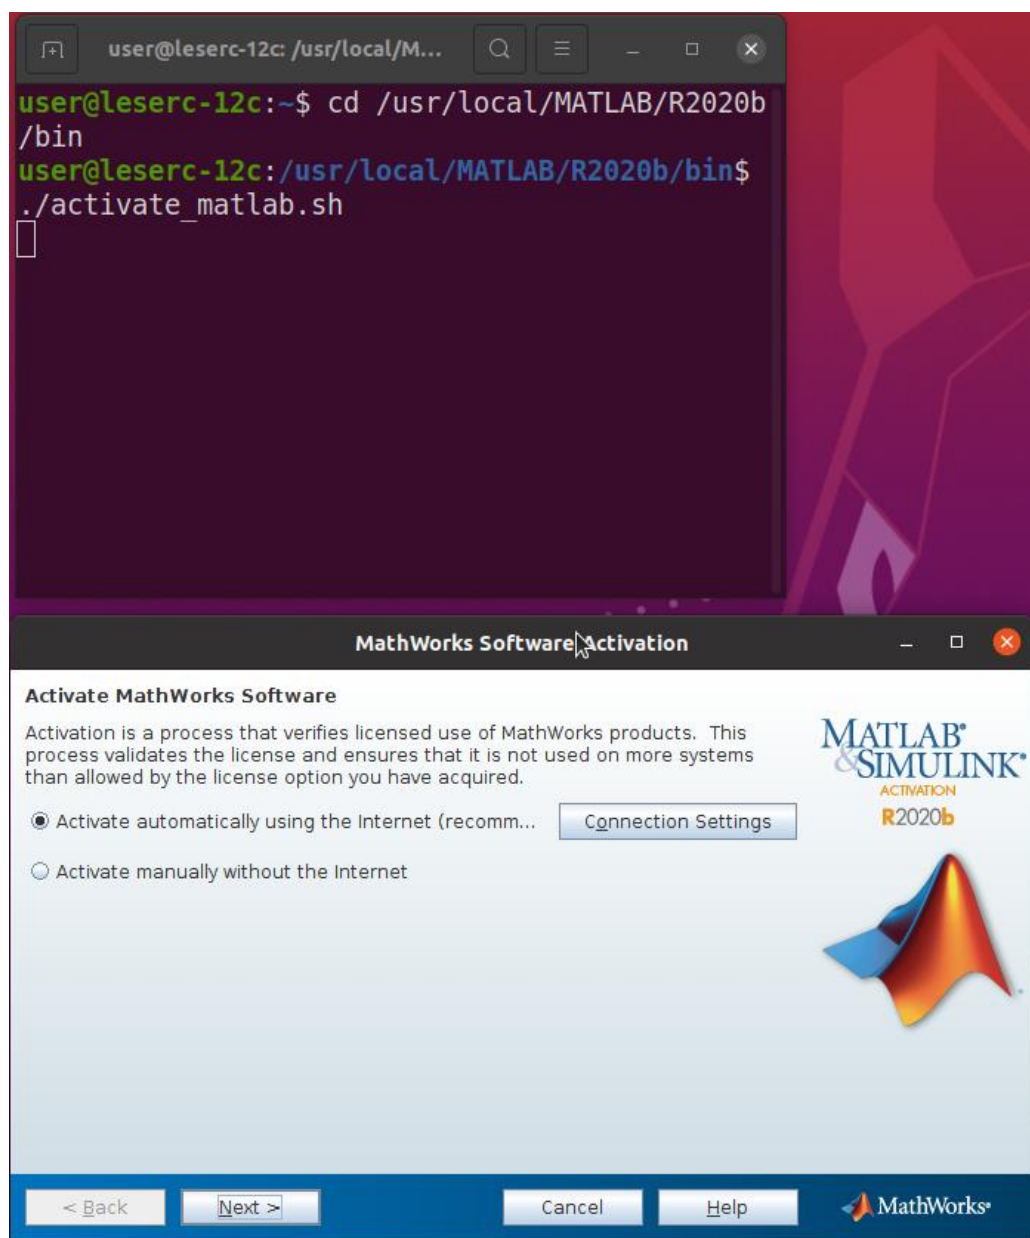 user@leserc-12c: /usr/local/M...
user@leserc-12c:~$ cd /usr/local/MATLAB/R2020b
/bin
user@leserc-12c:/usr/local/MATLAB/R2020b/bin$
./activate_matlab.sh
MathWorks Software Activation
Activate MathWorks Software
Activation is a process that verifies licensed use of MathWorks products. This
process validates the license and ensures that it is not used on more systems
than allowed by the license option you have acquired.
Activate automatically using the Internet (recomm...
Connection Settings
Activate manually without the Internet
MATLAB®
&SIMULINK®
ACTIVATION
R2020b
< Back
Next >
Cancel
Help
MathWorks®